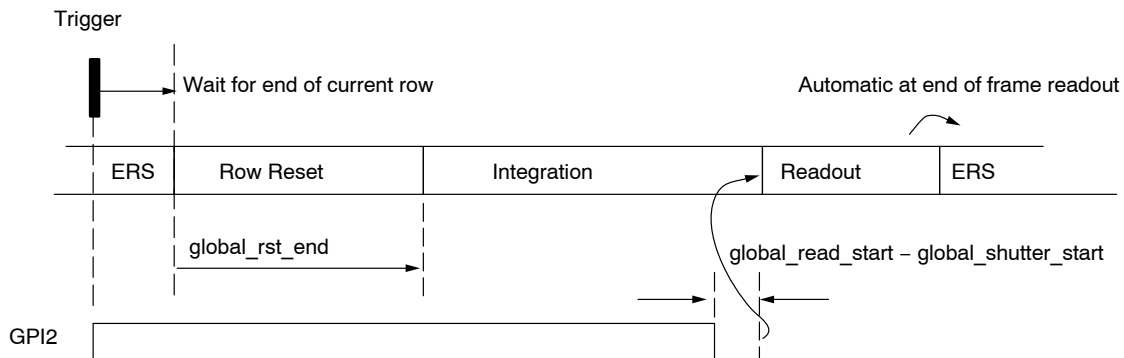 Trigger
Wait for end of current row
Automatic at end of frame readout
ERS
Row Reset
Integration
Readout
ERS
global_rst_end
global_read_start − global_shutter_start
GPI2